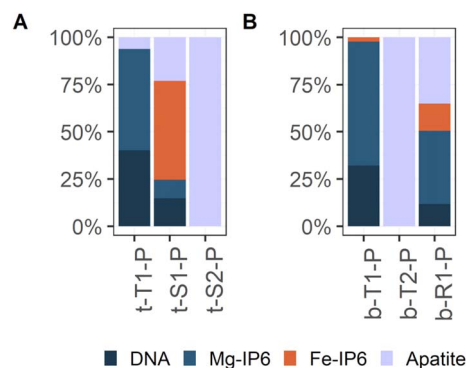 A
100%
75%
50%
25%
0%
t-T1-P
t-S1-P
t-S2-P
B
100%
75%
50%
25%
0%
b-T1-P
b-T2-P
b-R1-P
DNA Mg-IP6 Fe-IP6 Apatite